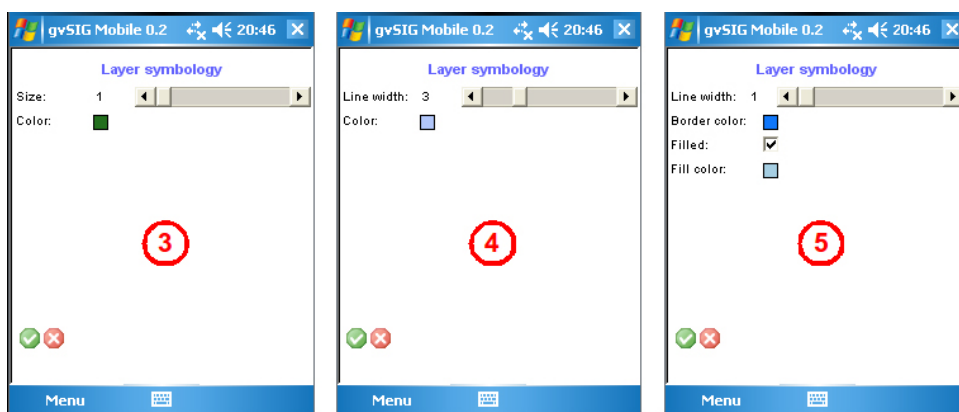 gvSIG Mobile 0.2 20:46
Layer symbology
Size: 1
Color:
3
Menu
gvSIG Mobile 0.2 20:46
Layer symbology
Line width: 3
Color:
4
Menu
gvSIG Mobile 0.2 20:46
Layer symbology
Line width: 1
Border color:
Filled:
Fill color:
5
Menu